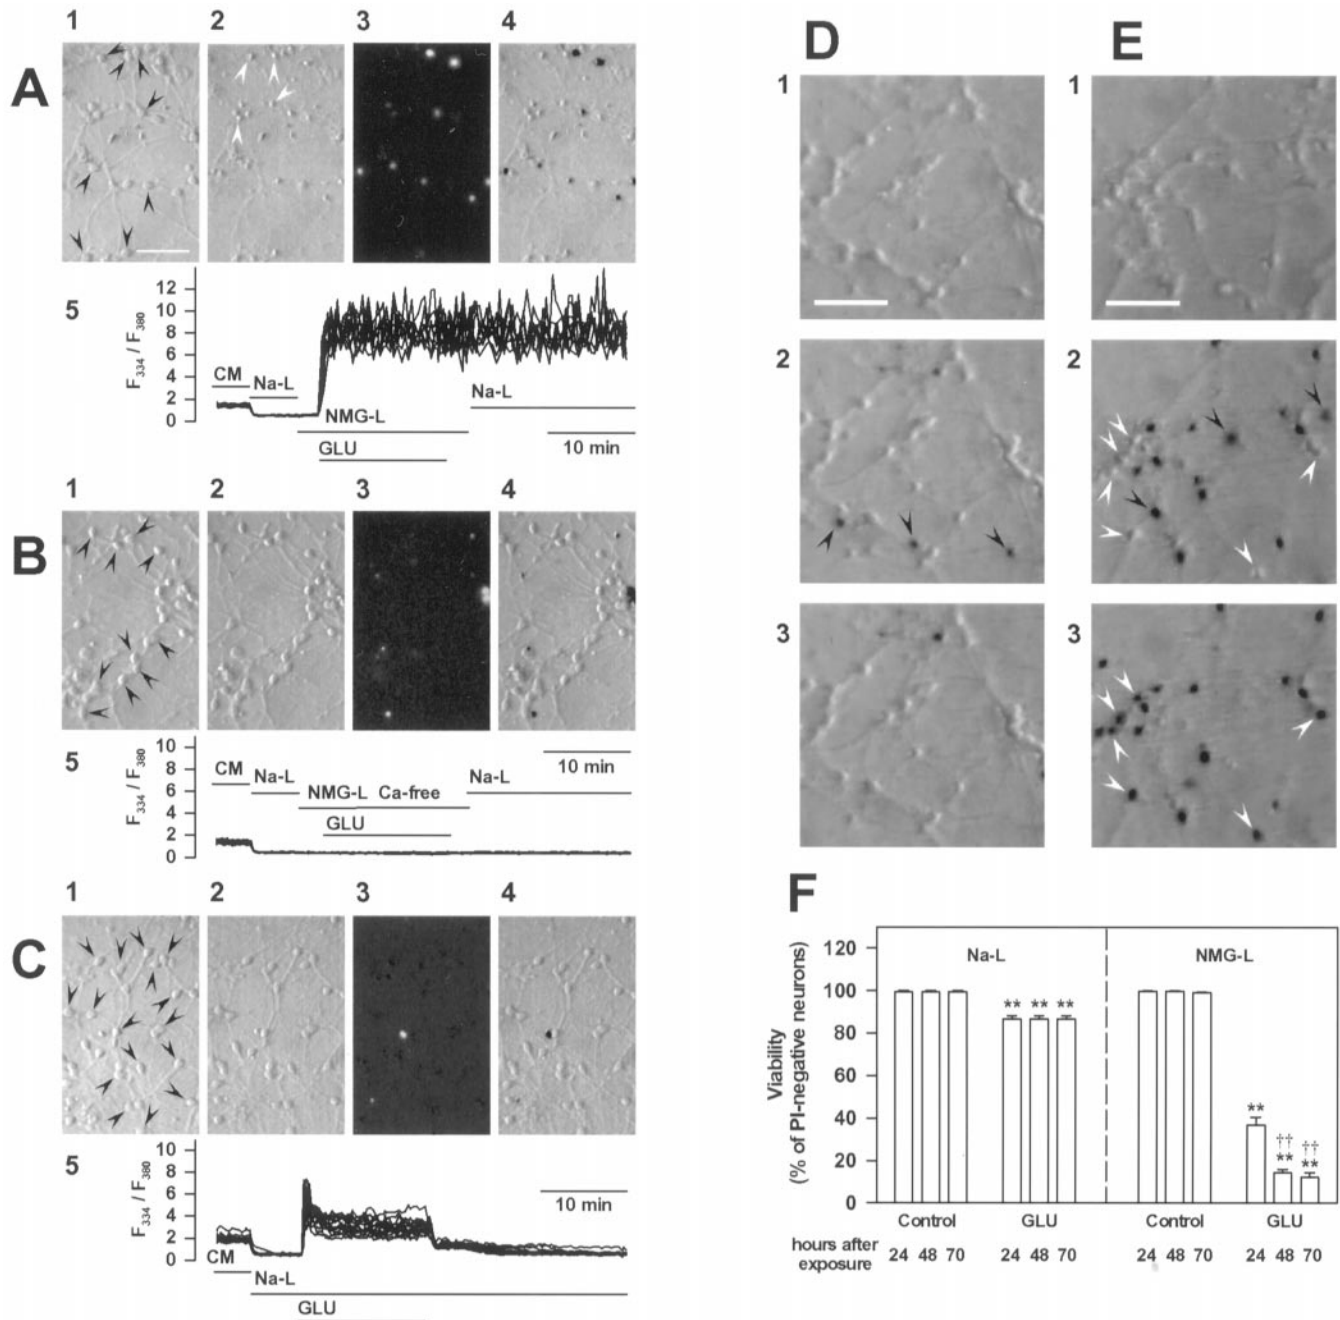 1 2 3 4
A
5
F334 / F380
12
10
8
6
4
2
0
CM
Na-L
NMG-L
GLU
Na-L
10 min
1 2 3 4
B
5
F334 / F380
10
8
6
4
2
0
CM
Na-L
NMG-L Ca-free
GLU
Na-L
10 min
1 2 3 4
C
5
F334 / F380
10
8
6
4
2
0
CM
Na-L
GLU
10 min
D E
1 1
2 2
3 3
F
Viability
(% of PI-negative neurons)
120
100
80
60
40
20
0
Na-L NMG-L
** ** **
**
†† **
†† **
Control GLU Control GLU
hours after
exposure
24 48 70 24 48 70 24 48 70 24 48 70